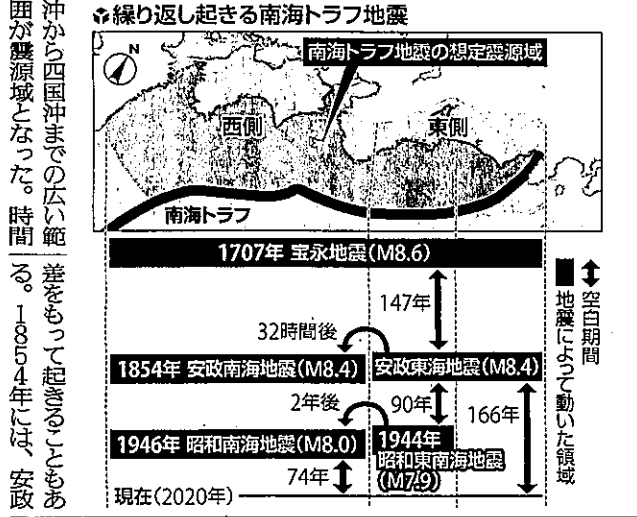 繰り返し起きる南海トラフ地震
N
南海トラフ地震の想定震源域
西側
東側
南海トラフ
1707年 宝永地震(M8.6)
147年
32時間後
1854年 安政南海地震(M8.4)
安政東海地震(M8.4)
2年後
90年
166年
1946年 昭和南海地震(M8.0)
1944年
昭和東南海地震
(M7.9)
74年
現在(2020年)
空白期間
地震によって動いた領域
沖から四国沖までの広い範
囲が震源域となった。時間
差をもって起きることもあ
る。1854年には、安政